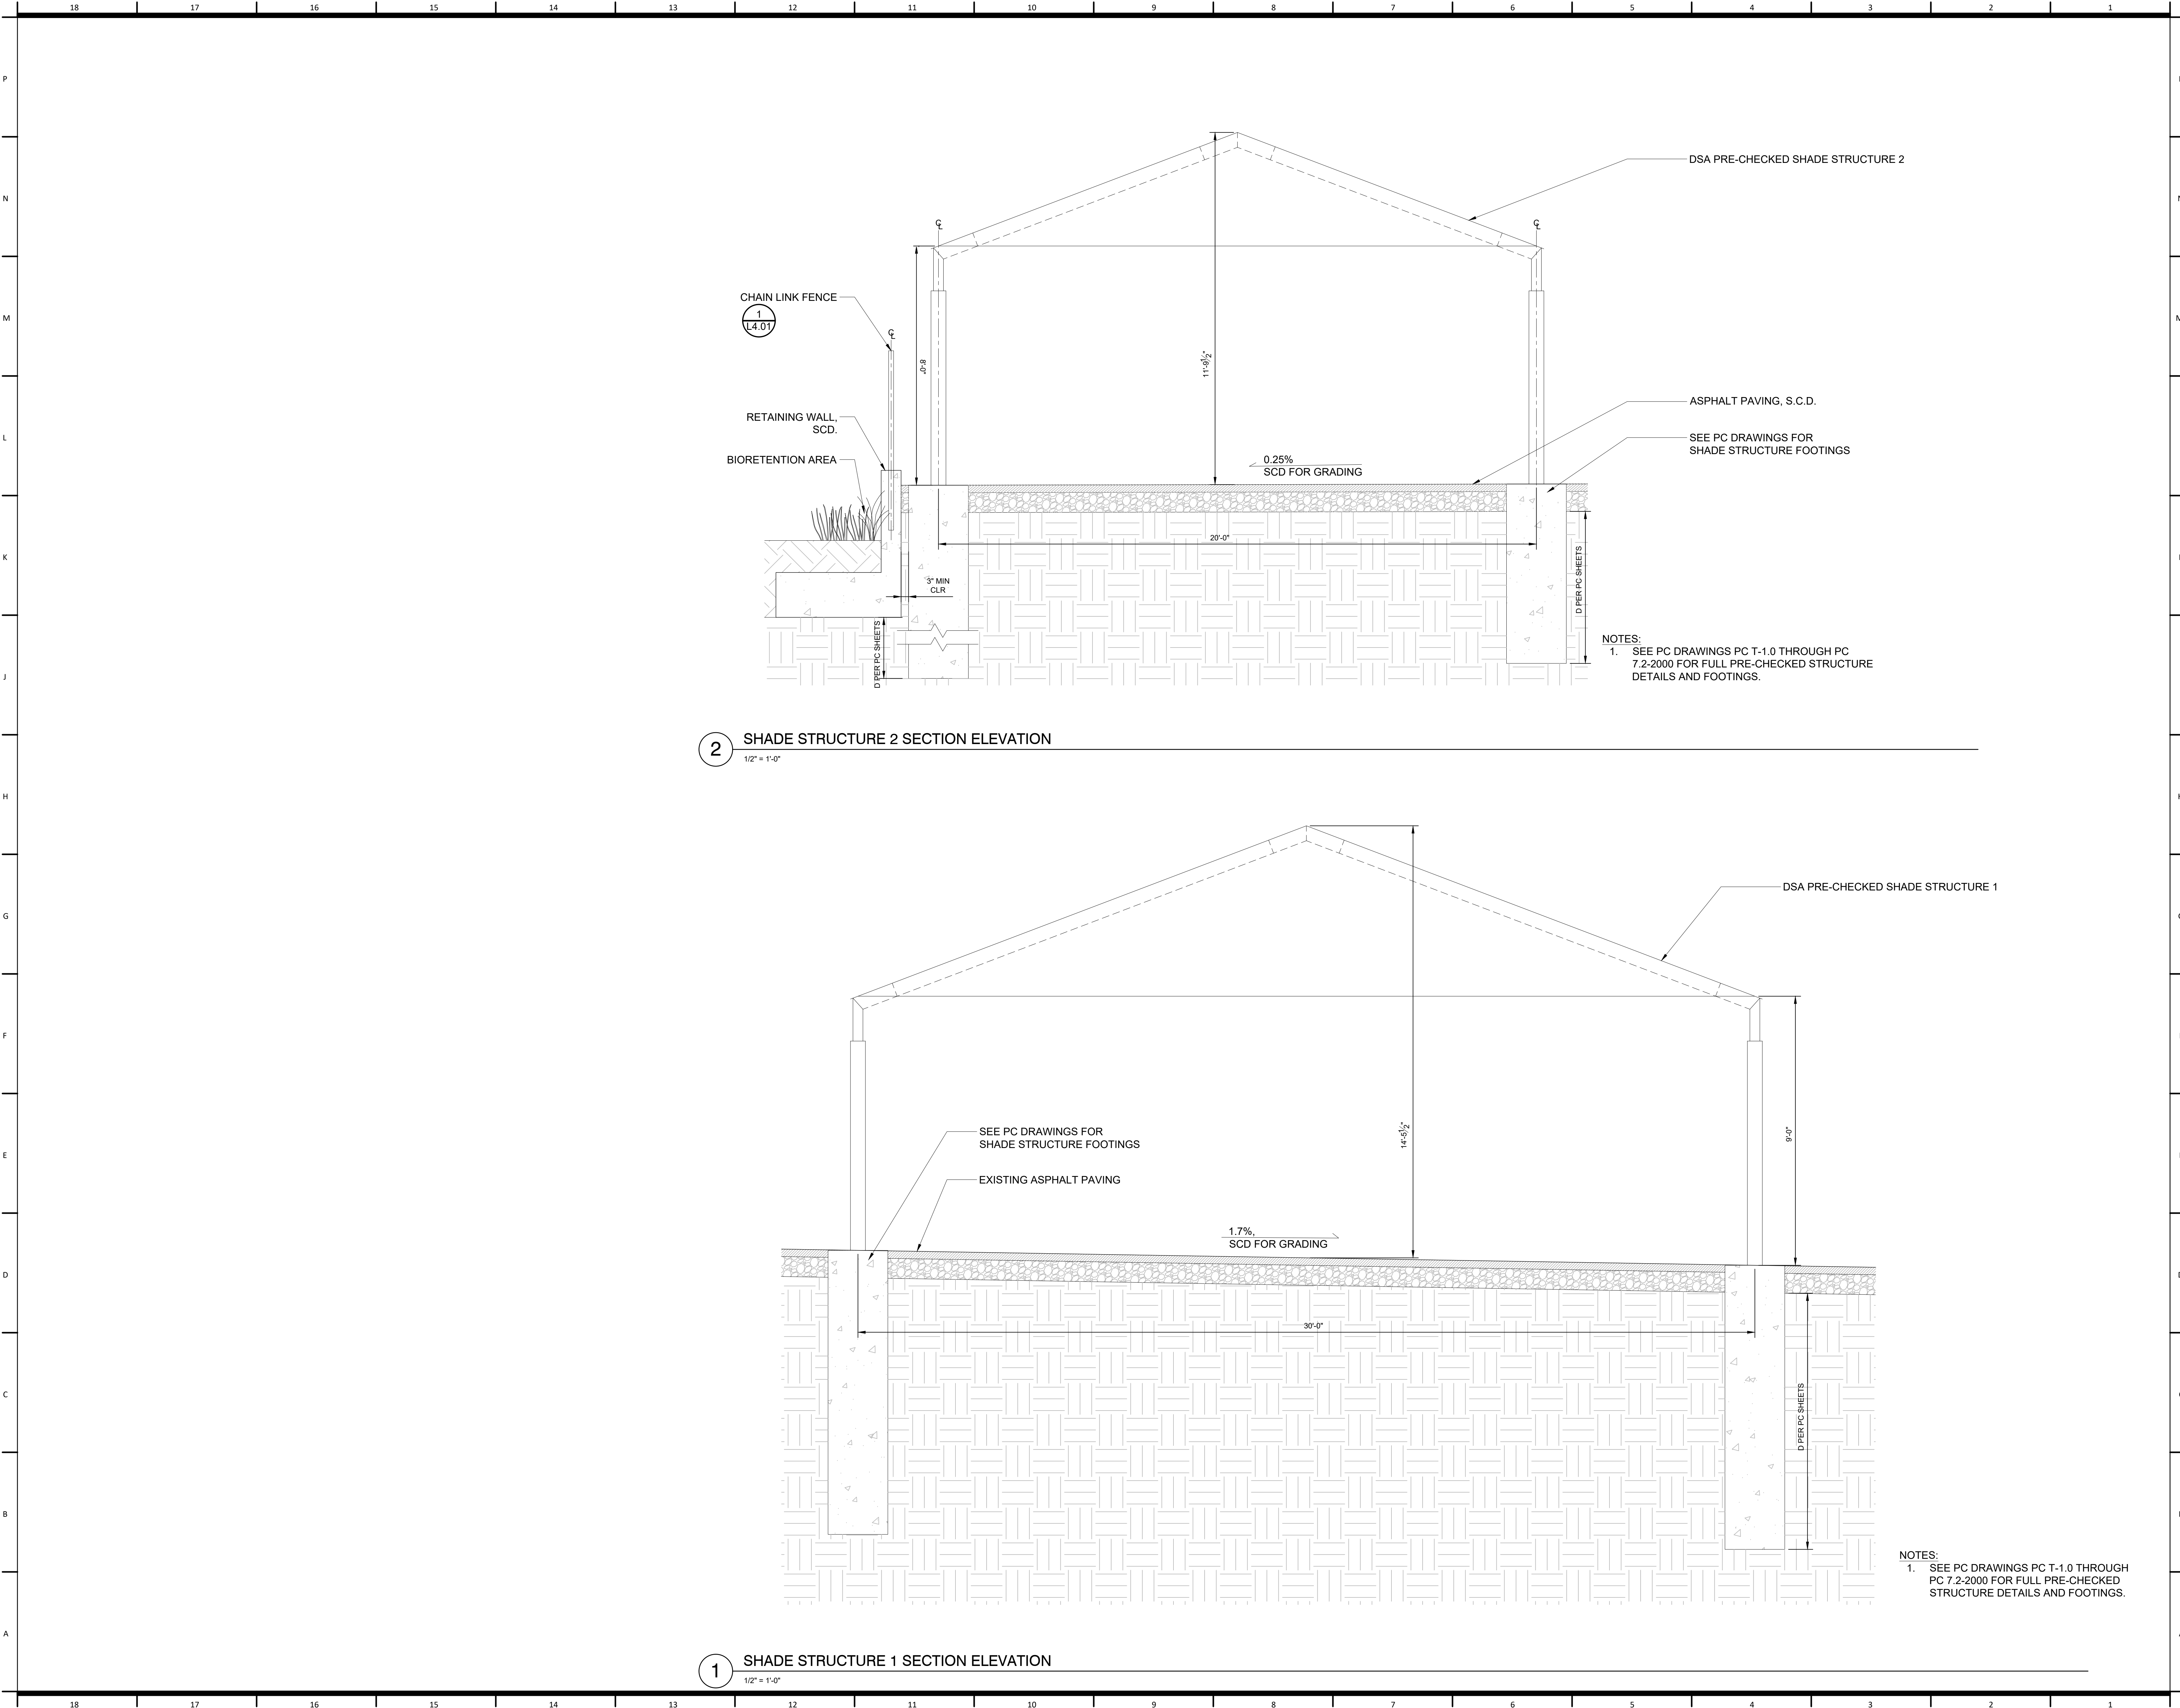 18 17 16 15 14 13 12 11 10 9 8 7 6 5 4 3 2 1
P
N
M
L
K
J
H
G
F
E
D
C
B
A
DSA PRE-CHECKED SHADE STRUCTURE 2
CL
CL
CHAIN LINK FENCE
1
L4.01
CL
8'-0"
11'-9 1/2"
RETAINING WALL,
SCD.
BIORETENTION AREA
ASPHALT PAVING, S.C.D.
SEE PC DRAWINGS FOR
SHADE STRUCTURE FOOTINGS
0.25%
SCD FOR GRADING
20'-0"
3" MIN
CLR
D PER PC SHEETS
D PER PC SHEETS
NOTES:
1. SEE PC DRAWINGS PC T-1.0 THROUGH PC
7.2-2000 FOR FULL PRE-CHECKED STRUCTURE
DETAILS AND FOOTINGS.
2
SHADE STRUCTURE 2 SECTION ELEVATION
1/2" = 1'-0"
DSA PRE-CHECKED SHADE STRUCTURE 1
14'-5 1/2"
9'-0"
SEE PC DRAWINGS FOR
SHADE STRUCTURE FOOTINGS
EXISTING ASPHALT PAVING
1.7%,
SCD FOR GRADING
30'-0"
D PER PC SHEETS
NOTES:
1. SEE PC DRAWINGS PC T-1.0 THROUGH
PC 7.2-2000 FOR FULL PRE-CHECKED
STRUCTURE DETAILS AND FOOTINGS.
1
SHADE STRUCTURE 1 SECTION ELEVATION
1/2" = 1'-0"
18 17 16 15 14 13 12 11 10 9 8 7 6 5 4 3 2 1